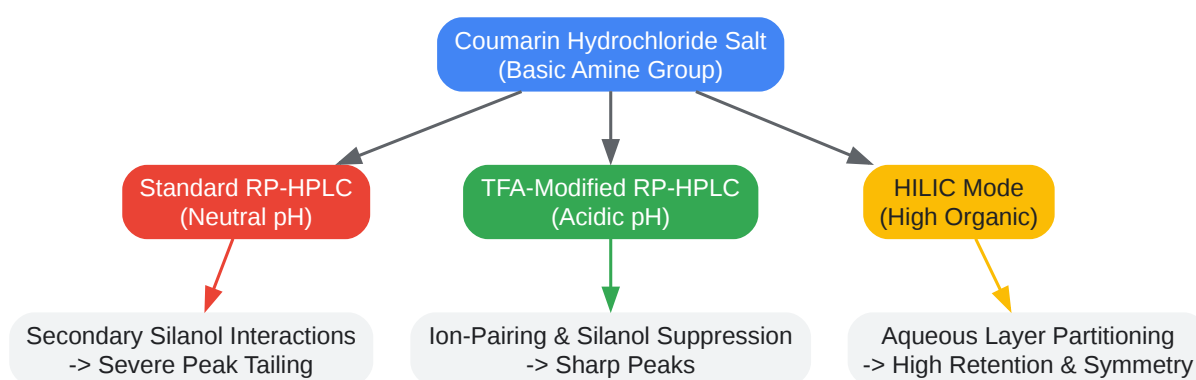 Coumarin Hydrochloride Salt
(Basic Amine Group)
Standard RP-HPLC
(Neutral pH)
TFA-Modified RP-HPLC
(Acidic pH)
HILIC Mode
(High Organic)
Secondary Silanol Interactions
-> Severe Peak Tailing
Ion-Pairing & Silanol Suppression
-> Sharp Peaks
Aqueous Layer Partitioning
-> High Retention & Symmetry